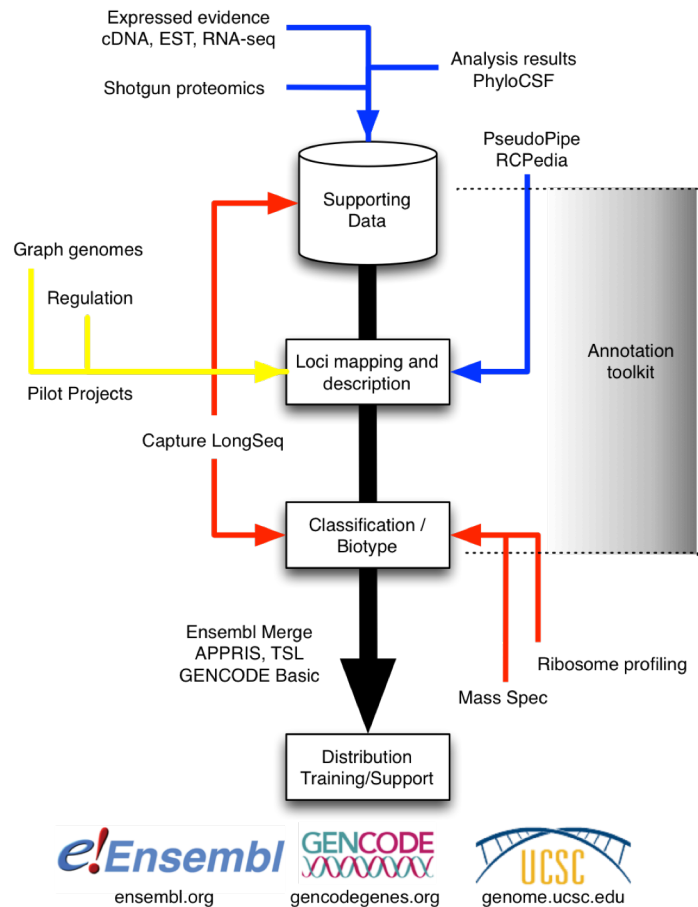 Expressed evidence
cDNA, EST, RNA-seq
Shotgun proteomics
Analysis results
PhyloCSF
PseudoPipe
RCPedia
Supporting
Data
Graph genomes
Regulation
Pilot Projects
Loci mapping and
description
Annotation
toolkit
Capture LongSeq
Classification /
Biotype
Ensembl Merge
APPRIS, TSL
GENCODE Basic
Ribosome profiling
Mass Spec
Distribution
Training/Support
e!Ensembl
GENCODE
UCSC
ensembl.org
gencodegenes.org
genome.ucsc.edu